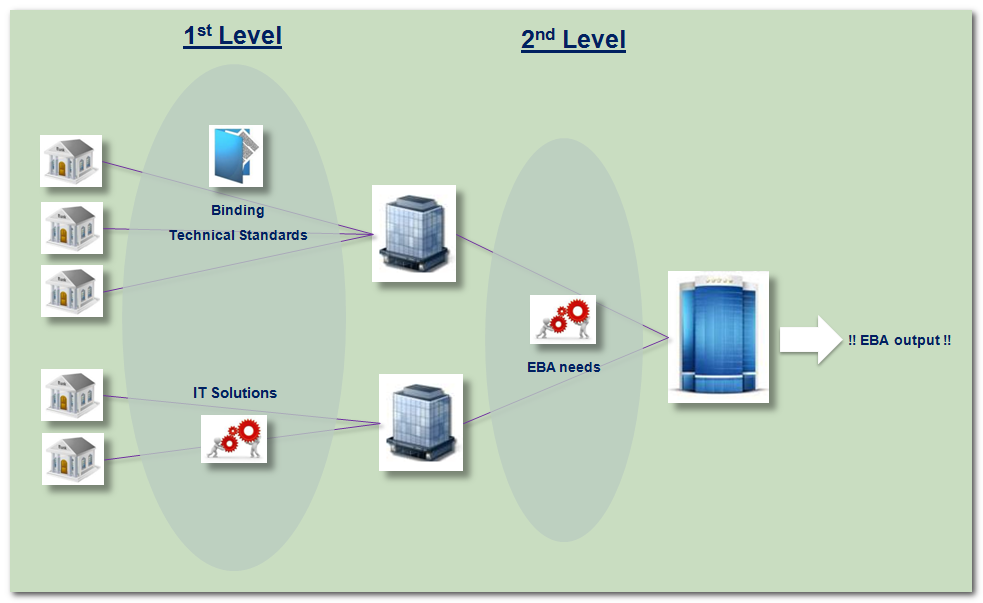 1st Level
2nd Level
Binding
Technical Standards
IT Solutions
EBA needs
!! EBA output !!